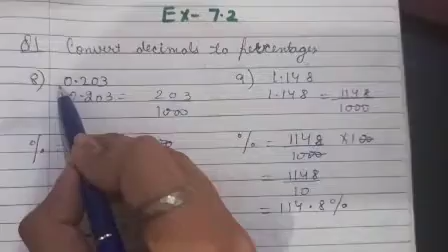 Ex- 7.2
Q1 Convert decimals to percentages
8) 0.203
0.203 = 203/1000
%
9) 1.148
1.148 = 1148/1000
% = 1148/1000 × 100
= 1148/10
= 114.8%